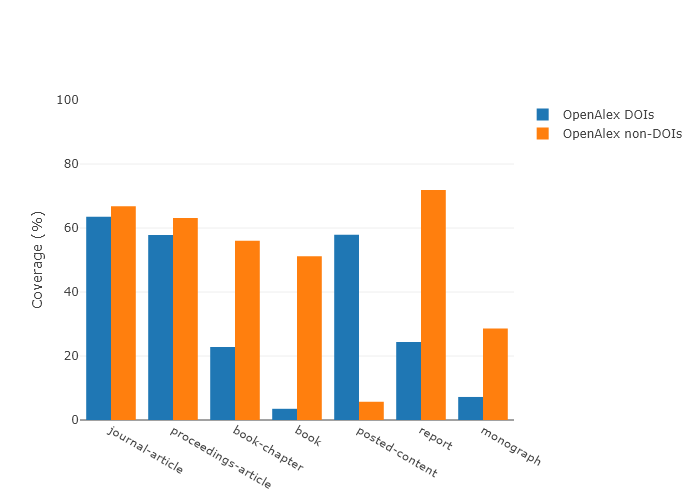 100
80
60
40
20
0
Coverage (%)
OpenAlex DOIs
OpenAlex non-DOIs
journal-article
proceedings-article
book-chapter
book
posted-content
report
monograph